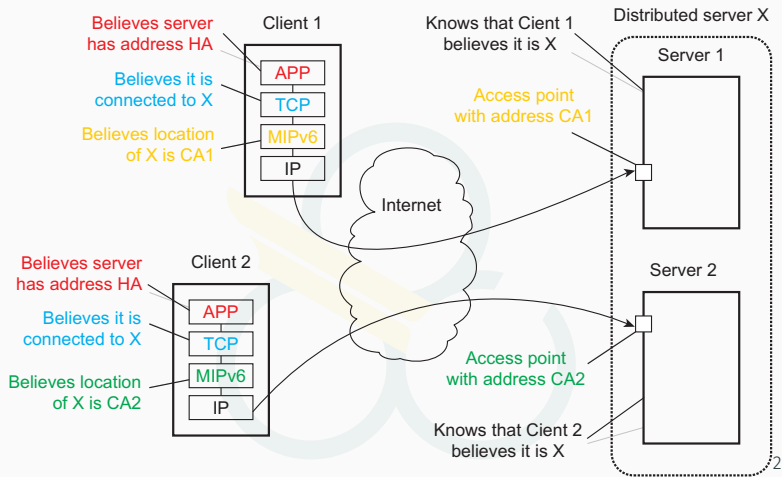 Believes server
has address HA
Client 1
APP
Believes it is
connected to X
TCP
Believes location
of X is CA1
MIPv6
IP
Knows that Cient 1
believes it is X
Distributed server X
Server 1
Access point
with address CA1
Internet
Believes server
has address HA
Client 2
APP
Believes it is
connected to X
TCP
Believes location
of X is CA2
MIPv6
IP
Server 2
Access point
with address CA2
Knows that Cient 2
believes it is X
2